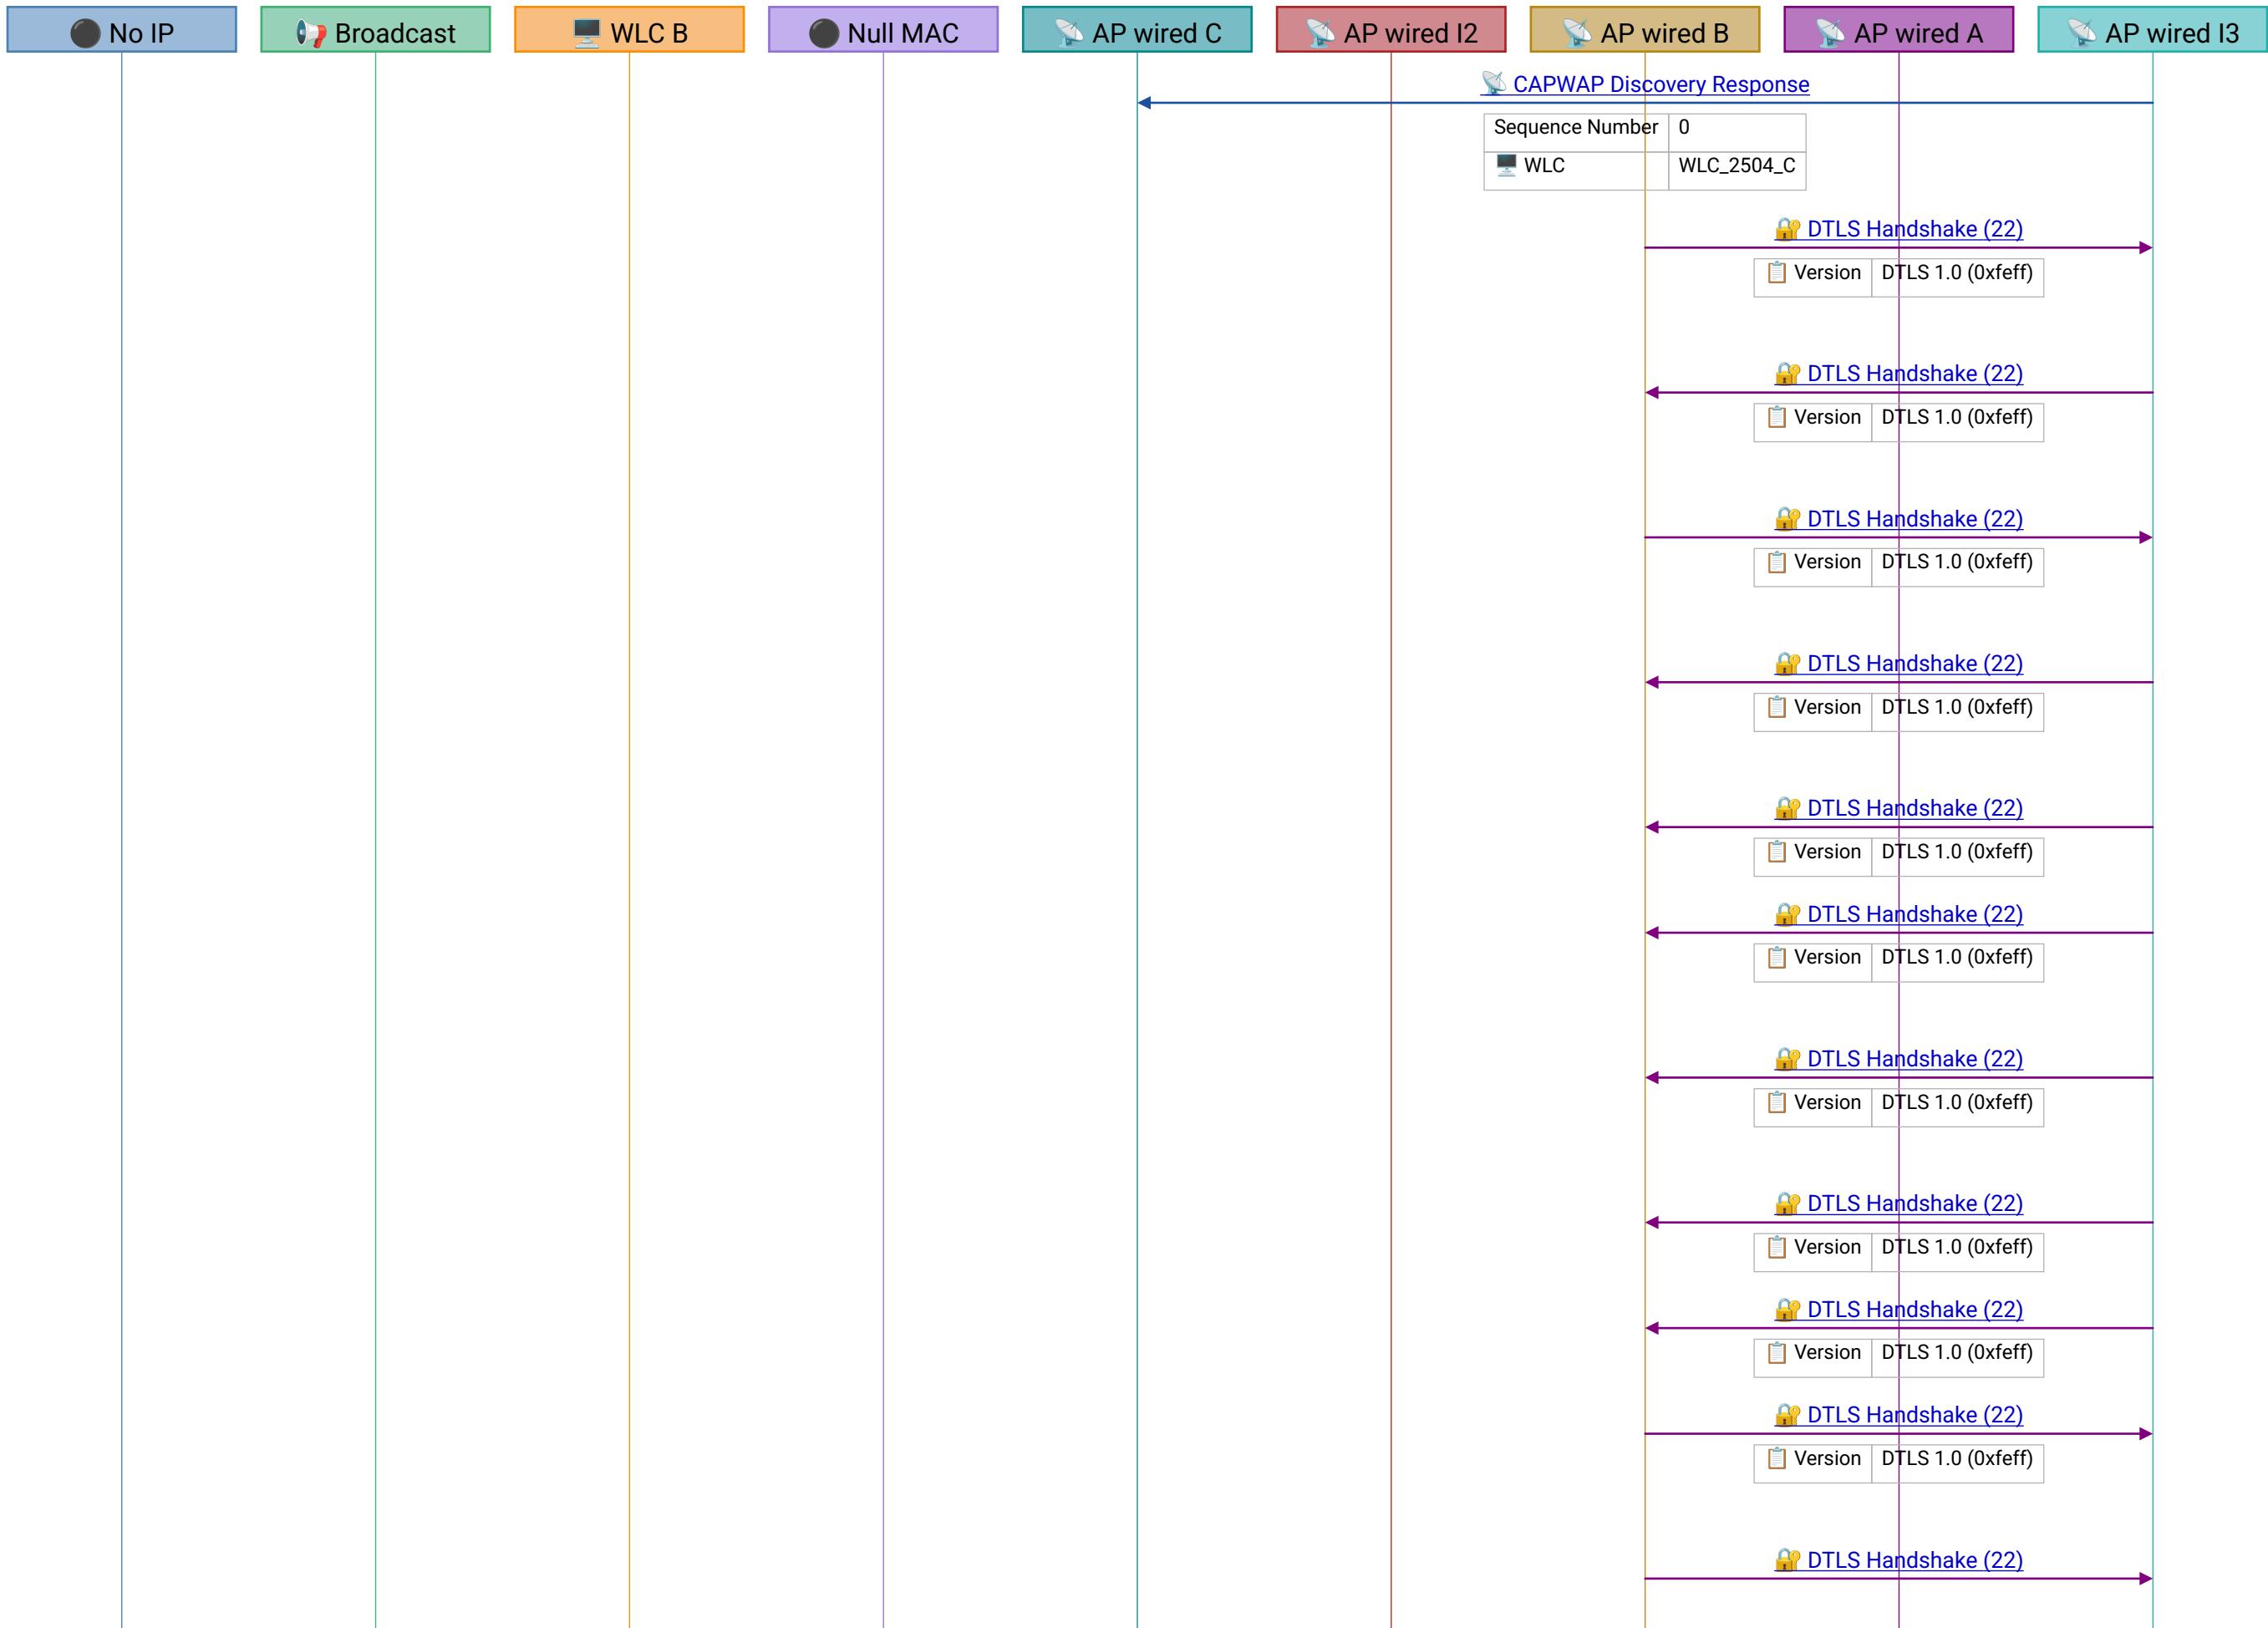 No IP
Broadcast
WLC B
Null MAC
AP wired C
AP wired I2
AP wired B
AP wired A
AP wired I3
CAPWAP Discovery Response
Sequence Number 0
WLC WLC_2504_C
DTLS Handshake (22)
Version DTLS 1.0 (0xfeff)
DTLS Handshake (22)
Version DTLS 1.0 (0xfeff)
DTLS Handshake (22)
Version DTLS 1.0 (0xfeff)
DTLS Handshake (22)
Version DTLS 1.0 (0xfeff)
DTLS Handshake (22)
Version DTLS 1.0 (0xfeff)
DTLS Handshake (22)
Version DTLS 1.0 (0xfeff)
DTLS Handshake (22)
Version DTLS 1.0 (0xfeff)
DTLS Handshake (22)
Version DTLS 1.0 (0xfeff)
DTLS Handshake (22)
Version DTLS 1.0 (0xfeff)
DTLS Handshake (22)
Version DTLS 1.0 (0xfeff)
DTLS Handshake (22)